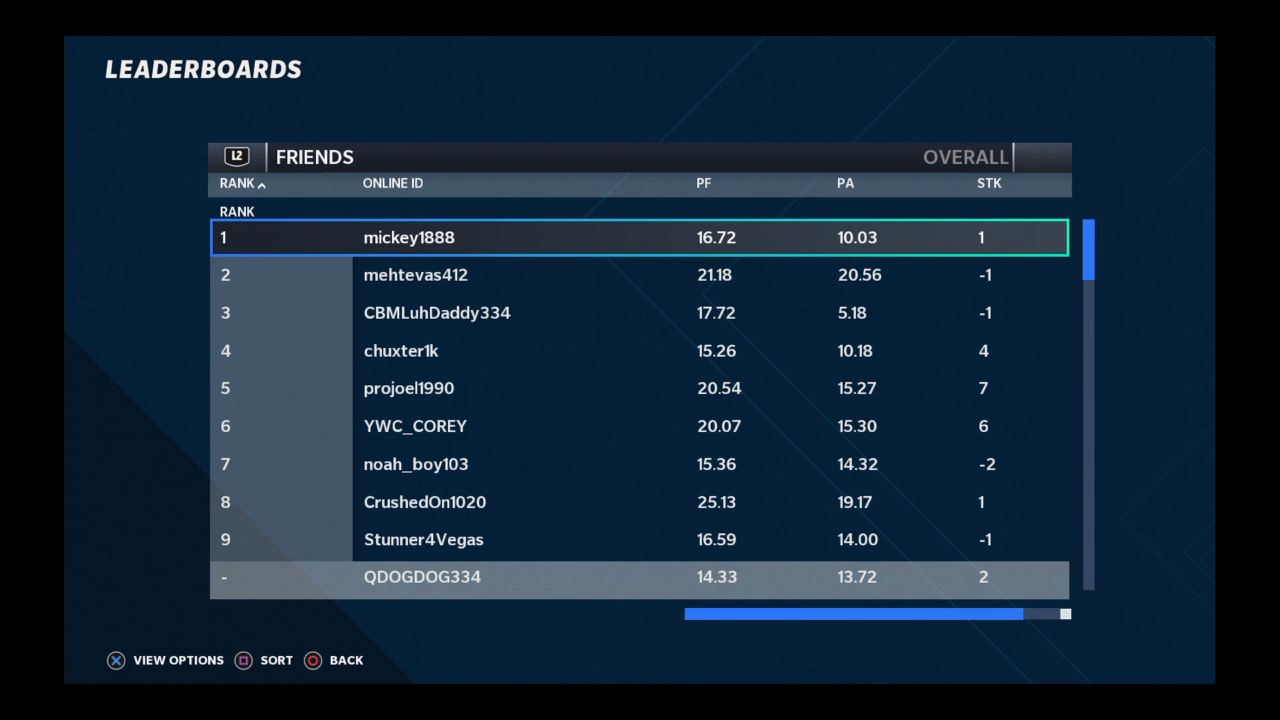 LEADERBOARDS
L2 FRIENDS OVERALL
RANK ONLINE ID PF PA STK
RANK
1 mickey1888 16.72 10.03 1
2 mehtevas412 21.18 20.56 -1
3 CBMLuhDaddy334 17.72 5.18 -1
4 chuxter1k 15.26 10.18 4
5 projoel1990 20.54 15.27 7
6 YWC_COREY 20.07 15.30 6
7 noah_boy103 15.36 14.32 -2
8 CrushedOn1020 25.13 19.17 1
9 Stunner4Vegas 16.59 14.00 -1
- QDOGDOG334 14.33 13.72 2
VIEW OPTIONS SORT BACK